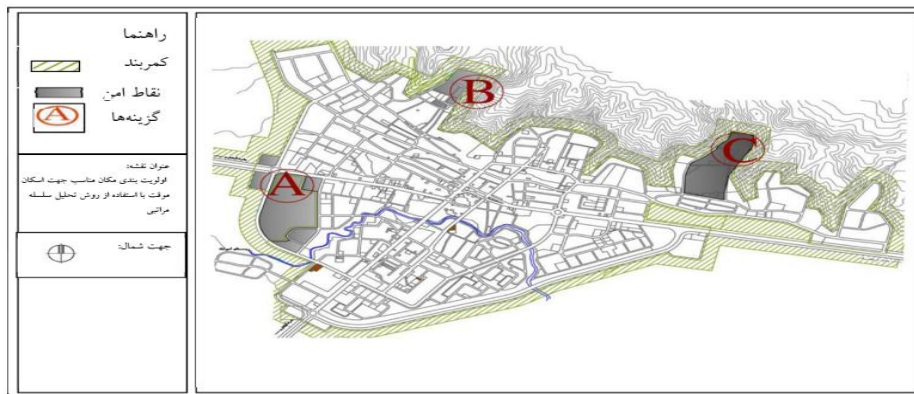 راهنما
کمربند
نقاط امن
گزینه‌ها
A
عنوان نقشه:
اولویت بندی مکان مناسب جهت اسکان
موقت با استفاده از روش تحلیل سلسله
مراتبی
جهت شمال:
B
C
A